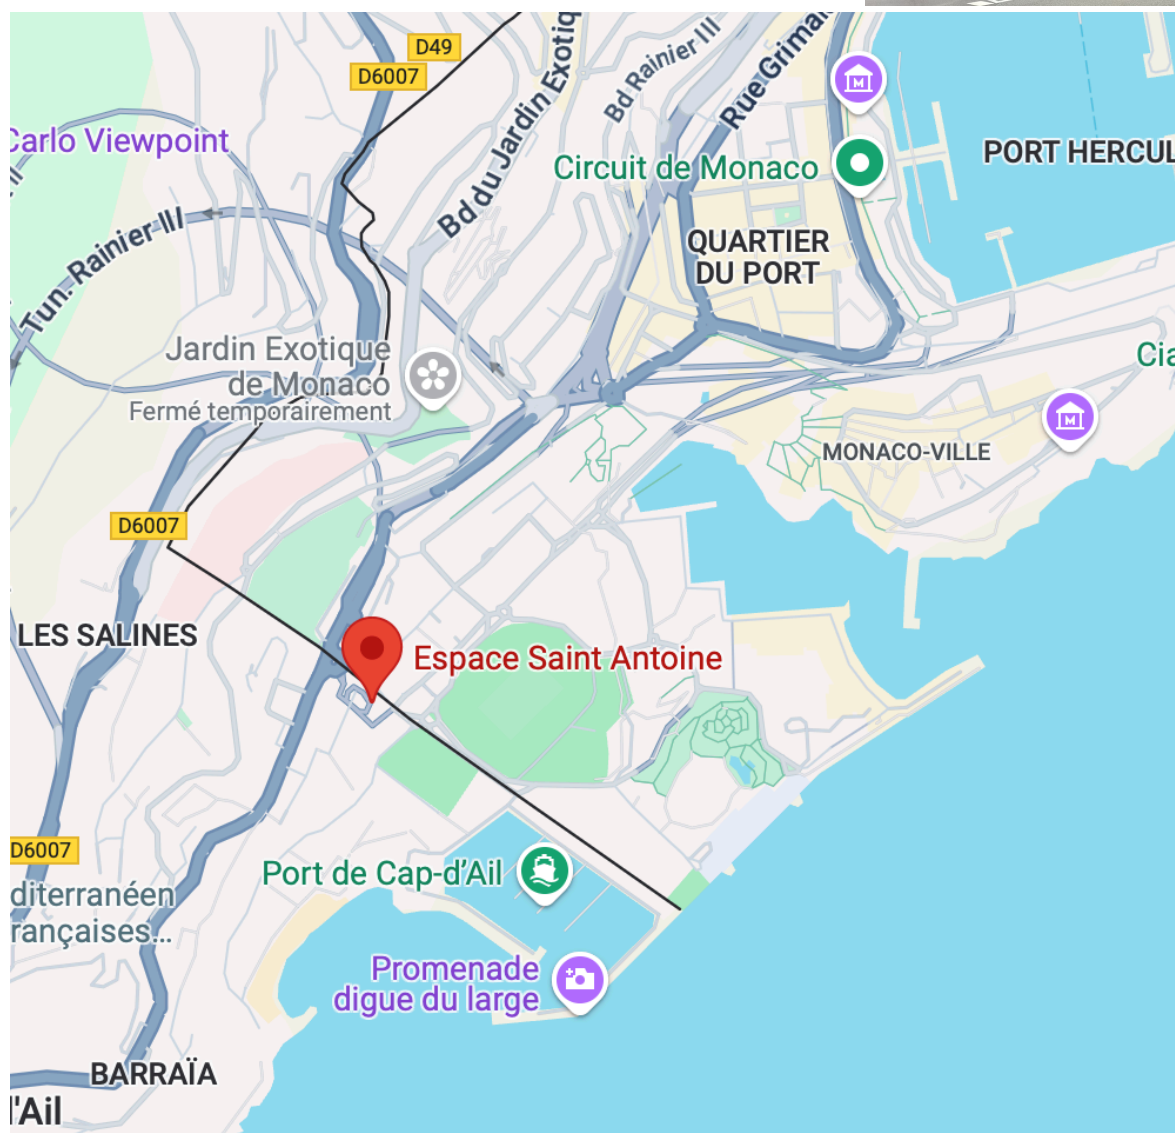 D49
D6007
Bd du Jardin Exotiq
Bd Rainier III
Rue Grimal
Carlo Viewpoint
Circuit de Monaco
PORT HERCUL
Tun. Rainier III
QUARTIER
DU PORT
Jardin Exotique
de Monaco
Fermé temporairement
Cia
MONACO-VILLE
D6007
LES SALINES
Espace Saint Antoine
D6007
Port de Cap-d'Ail
diterranéen
rançaises...
Promenade
digue du large
BARRAÏA
l'Ail